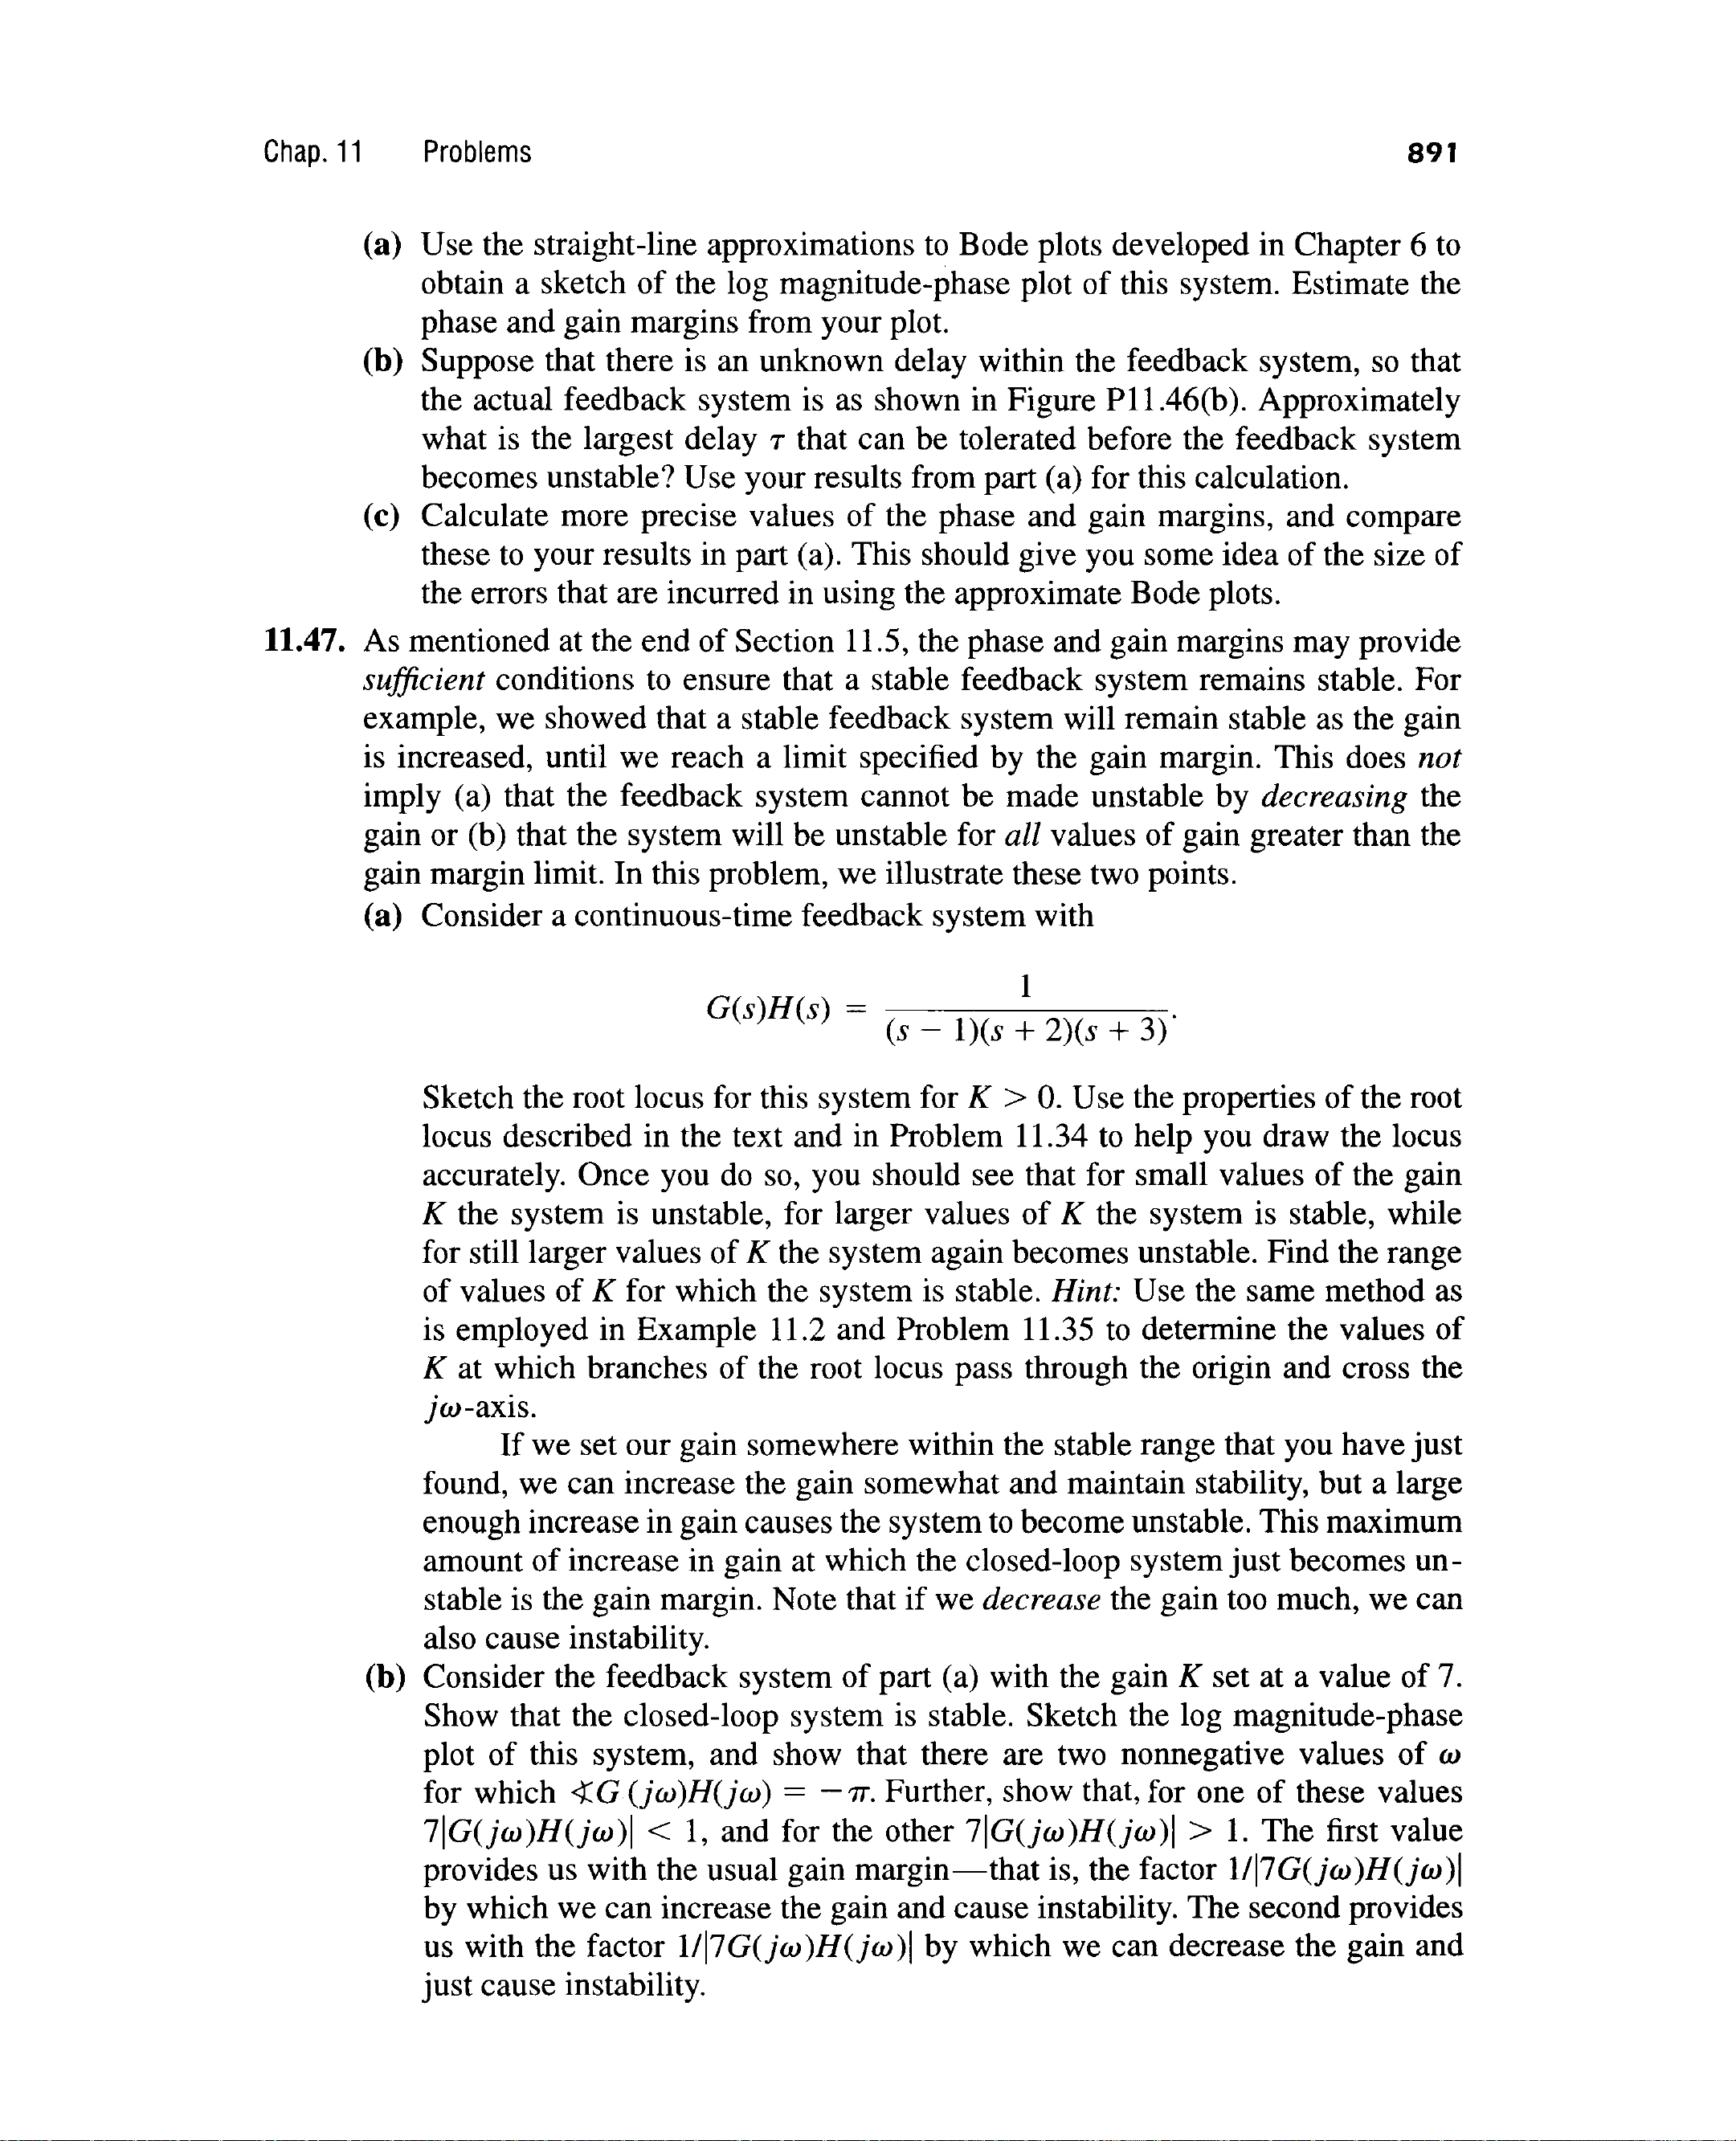 Chap. 11 Problems 891
(a) Use the straight-line approximations to Bode plots developed in Chapter 6 to
obtain a sketch of the log magnitude-phase plot of this system. Estimate the
phase and gain margins from your plot.
(b) Suppose that there is an unknown delay within the feedback system, so that
the actual feedback system is as shown in Figure P11.46(b). Approximately
what is the largest delay τ that can be tolerated before the feedback system
becomes unstable? Use your results from part (a) for this calculation.
(c) Calculate more precise values of the phase and gain margins, and compare
these to your results in part (a). This should give you some idea of the size of
the errors that are incurred in using the approximate Bode plots.
11.47. As mentioned at the end of Section 11.5, the phase and gain margins may provide
sufficient conditions to ensure that a stable feedback system remains stable. For
example, we showed that a stable feedback system will remain stable as the gain
is increased, until we reach a limit specified by the gain margin. This does not
imply (a) that the feedback system cannot be made unstable by decreasing the
gain or (b) that the system will be unstable for all values of gain greater than the
gain margin limit. In this problem, we illustrate these two points.
(a) Consider a continuous-time feedback system with
G(s)H(s) = 1 / (s − 1)(s + 2)(s + 3).
Sketch the root locus for this system for K > 0. Use the properties of the root
locus described in the text and in Problem 11.34 to help you draw the locus
accurately. Once you do so, you should see that for small values of the gain
K the system is unstable, for larger values of K the system is stable, while
for still larger values of K the system again becomes unstable. Find the range
of values of K for which the system is stable. Hint: Use the same method as
is employed in Example 11.2 and Problem 11.35 to determine the values of
K at which branches of the root locus pass through the origin and cross the
jω-axis.
If we set our gain somewhere within the stable range that you have just
found, we can increase the gain somewhat and maintain stability, but a large
enough increase in gain causes the system to become unstable. This maximum
amount of increase in gain at which the closed-loop system just becomes un-
stable is the gain margin. Note that if we decrease the gain too much, we can
also cause instability.
(b) Consider the feedback system of part (a) with the gain K set at a value of 7.
Show that the closed-loop system is stable. Sketch the log magnitude-phase
plot of this system, and show that there are two nonnegative values of ω
for which ∢G(jω)H(jω) = −π. Further, show that, for one of these values
7|G(jω)H(jω)| < 1, and for the other 7|G(jω)H(jω)| > 1. The first value
provides us with the usual gain margin—that is, the factor 1/|7G(jω)H(jω)|
by which we can increase the gain and cause instability. The second provides
us with the factor 1/|7G(jω)H(jω)| by which we can decrease the gain and
just cause instability.